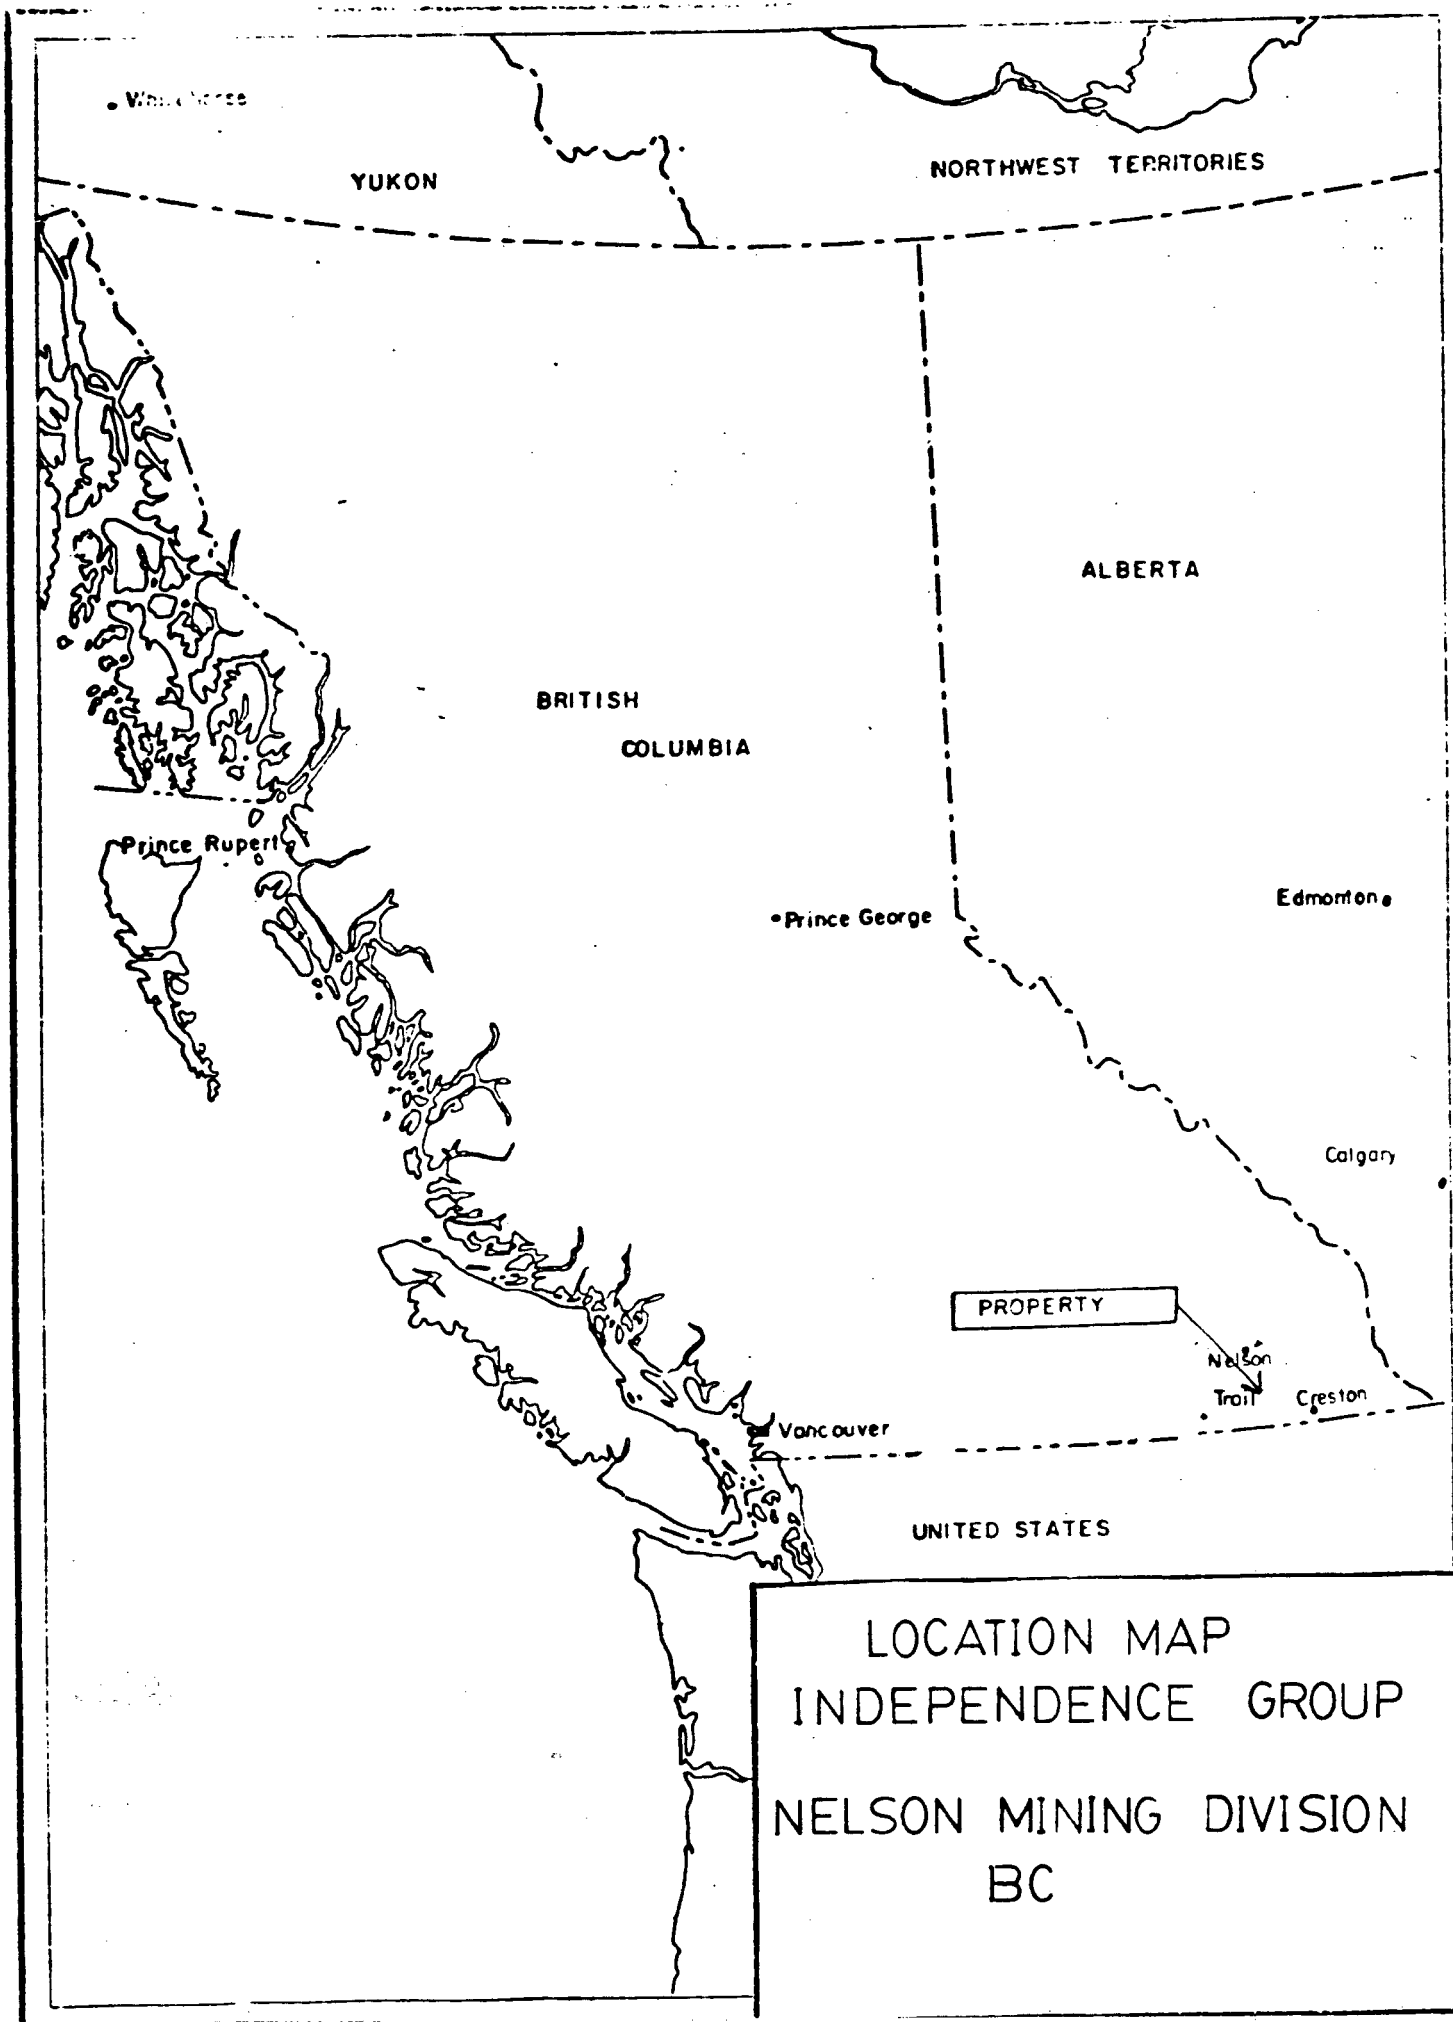 Whitehorse
YUKON
NORTHWEST TERRITORIES
ALBERTA
BRITISH
COLUMBIA
Prince Rupert
Prince George
Edmonton
Calgary
PROPERTY
Nelson
Trail
Creston
Vancouver
UNITED STATES
LOCATION MAP
INDEPENDENCE GROUP
NELSON MINING DIVISION
BC